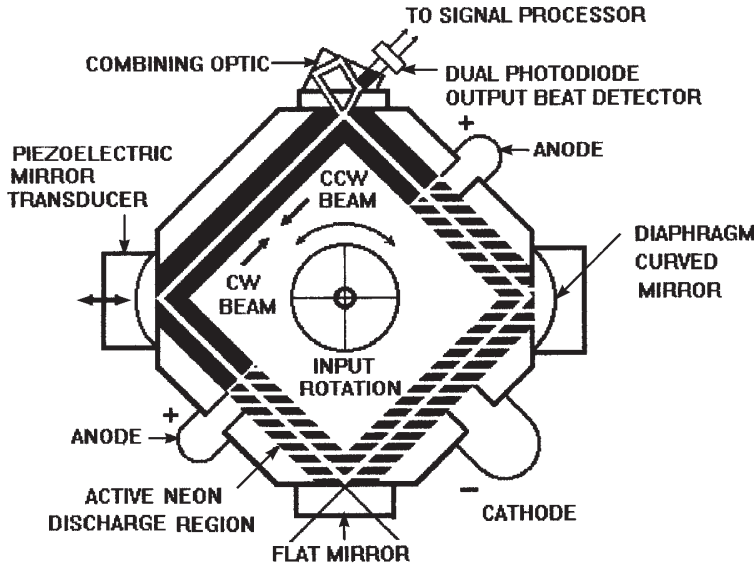 TO SIGNAL PROCESSOR
COMBINING OPTIC
DUAL PHOTODIODE
OUTPUT BEAT DETECTOR
+
ANODE
PIEZOELECTRIC
MIRROR
TRANSDUCER
CCW
BEAM
CW
BEAM
DIAPHRAGM
CURVED
MIRROR
INPUT
ROTATION
+
ANODE
ACTIVE NEON
DISCHARGE REGION
−
CATHODE
FLAT MIRROR